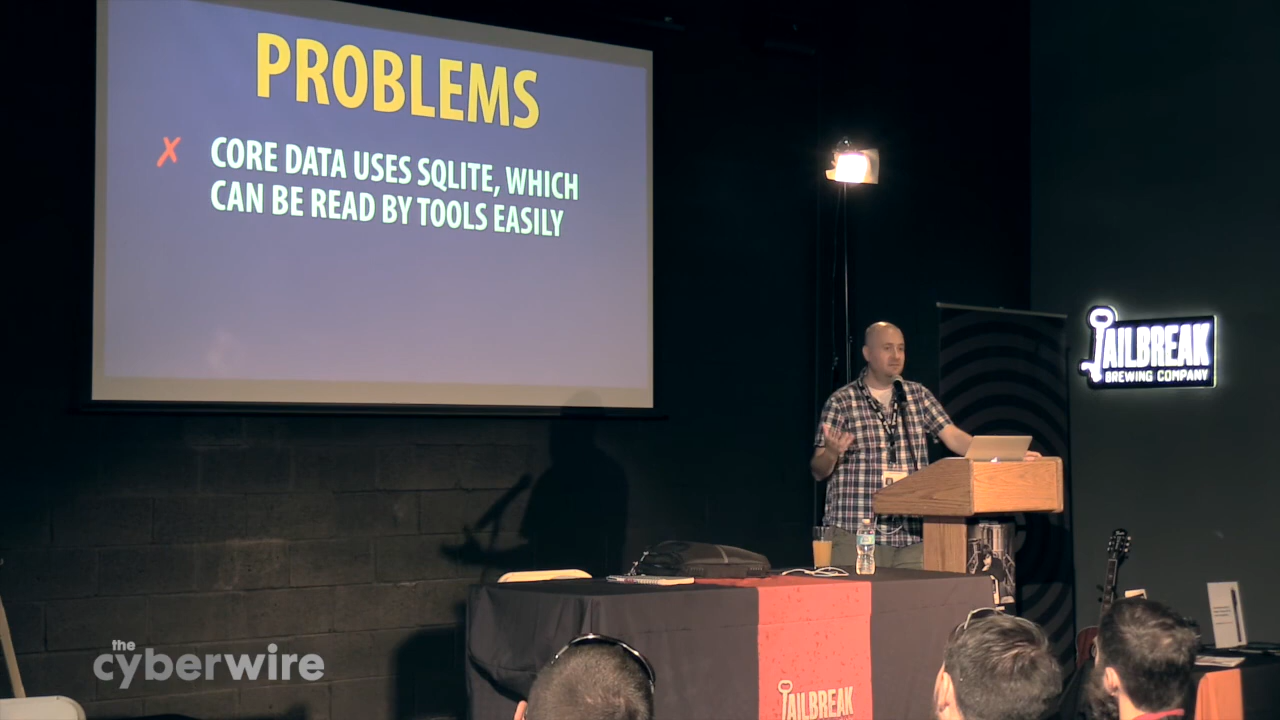 PROBLEMS
✗ CORE DATA USES SQLITE, WHICH
CAN BE READ BY TOOLS EASILY
JAILBREAK
BREWING COMPANY
the
cyberwire
JAILBREAK